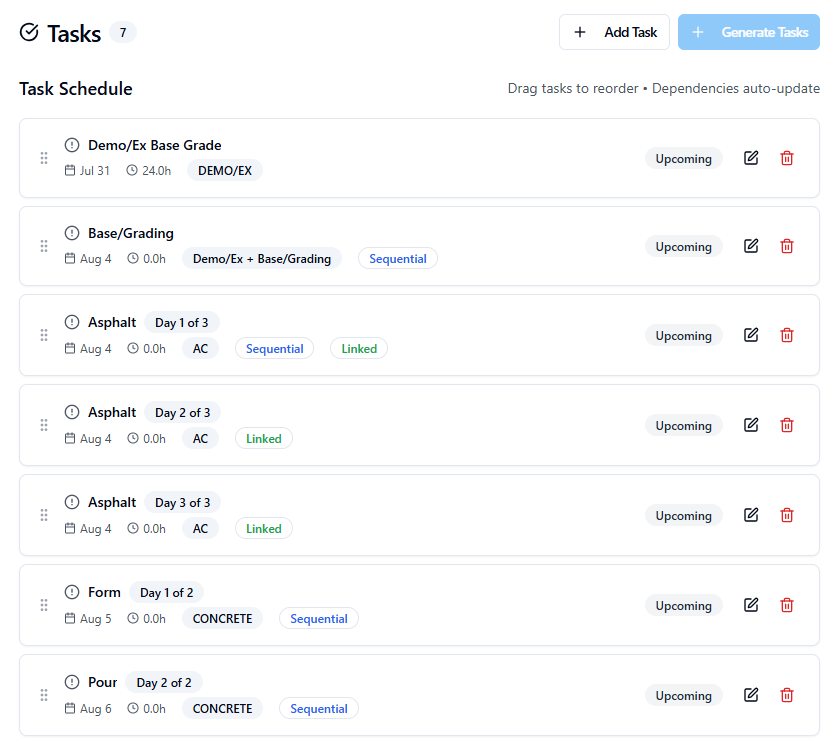 Tasks 7 Add Task Generate Tasks
Task Schedule Drag tasks to reorder • Dependencies auto-update
Demo/Ex Base Grade
Jul 31 24.0h DEMO/EX Upcoming
Base/Grading
Aug 4 0.0h Demo/Ex + Base/Grading Sequential Upcoming
Asphalt Day 1 of 3
Aug 4 0.0h AC Sequential Linked Upcoming
Asphalt Day 2 of 3
Aug 4 0.0h AC Linked Upcoming
Asphalt Day 3 of 3
Aug 4 0.0h AC Linked Upcoming
Form Day 1 of 2
Aug 5 0.0h CONCRETE Sequential Upcoming
Pour Day 2 of 2
Aug 6 0.0h CONCRETE Sequential Upcoming